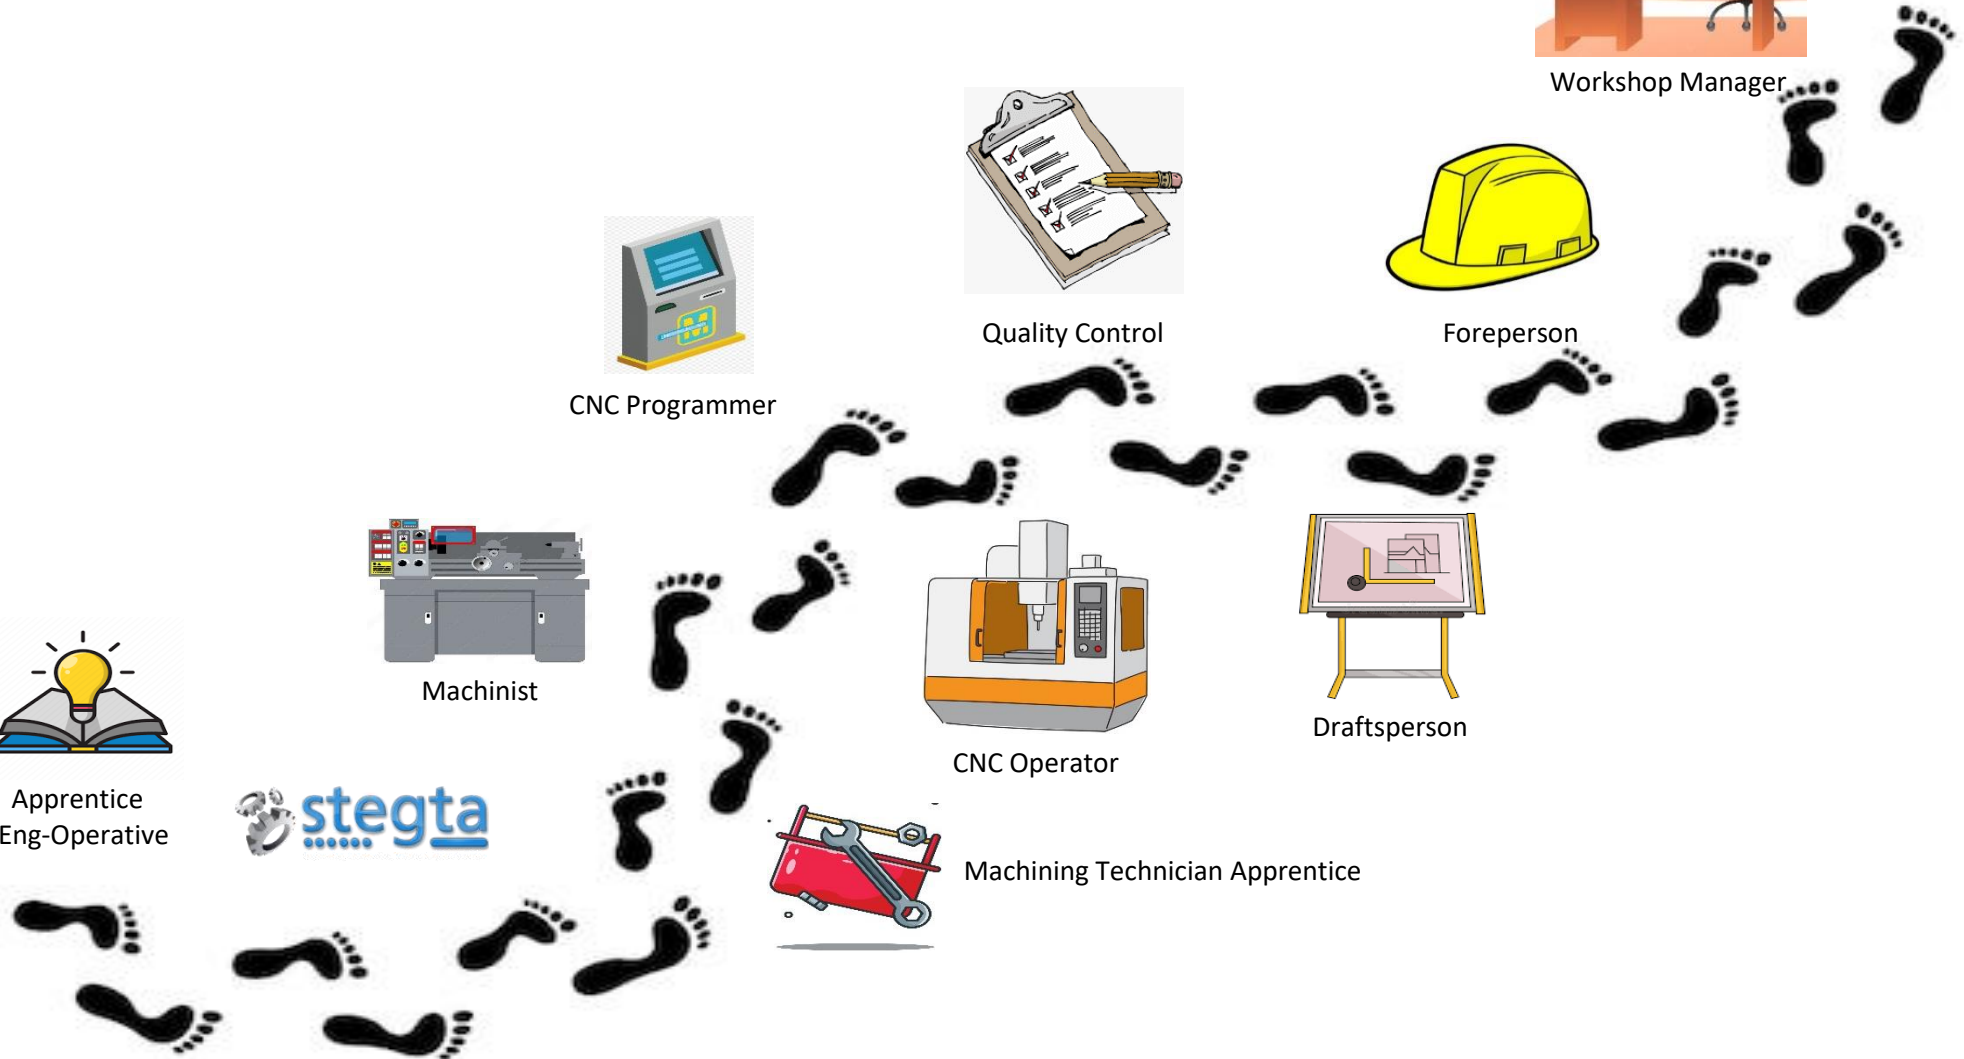 Workshop Manager
Quality Control
Foreperson
CNC Programmer
Machinist
CNC Operator
Draftsperson
Apprentice
Eng-Operative
stegta
Machining Technician Apprentice